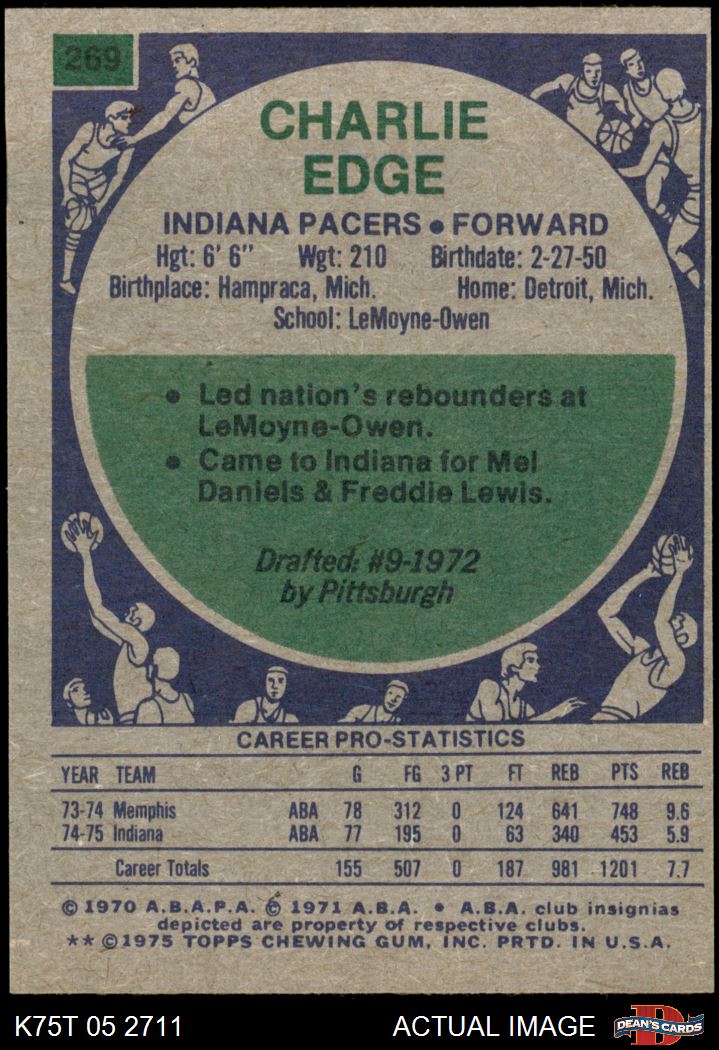 269
CHARLIE
EDGE
INDIANA PACERS • FORWARD
Hgt: 6' 6" Wgt: 210 Birthdate: 2-27-50
Birthplace: Hampraca, Mich. Home: Detroit, Mich.
School: LeMoyne-Owen
• Led nation's rebounders at
LeMoyne-Owen.
• Came to Indiana for Mel
Daniels & Freddie Lewis.
Drafted: #9-1972
by Pittsburgh
CAREER PRO-STATISTICS
YEAR TEAM G FG 3 PT FT REB PTS REB
73-74 Memphis ABA 78 312 0 124 641 748 9.6
74-75 Indiana ABA 77 195 0 63 340 453 5.9
Career Totals 155 507 0 187 981 1201 7.7
© 1970 A.B.A.P.A. © 1971 A.B.A. • A.B.A. club insignias
depicted are property of respective clubs.
** © 1975 TOPPS CHEWING GUM, INC. PRTD. IN U.S.A.
K75T 05 2711 ACTUAL IMAGE DEAN'S CARDS